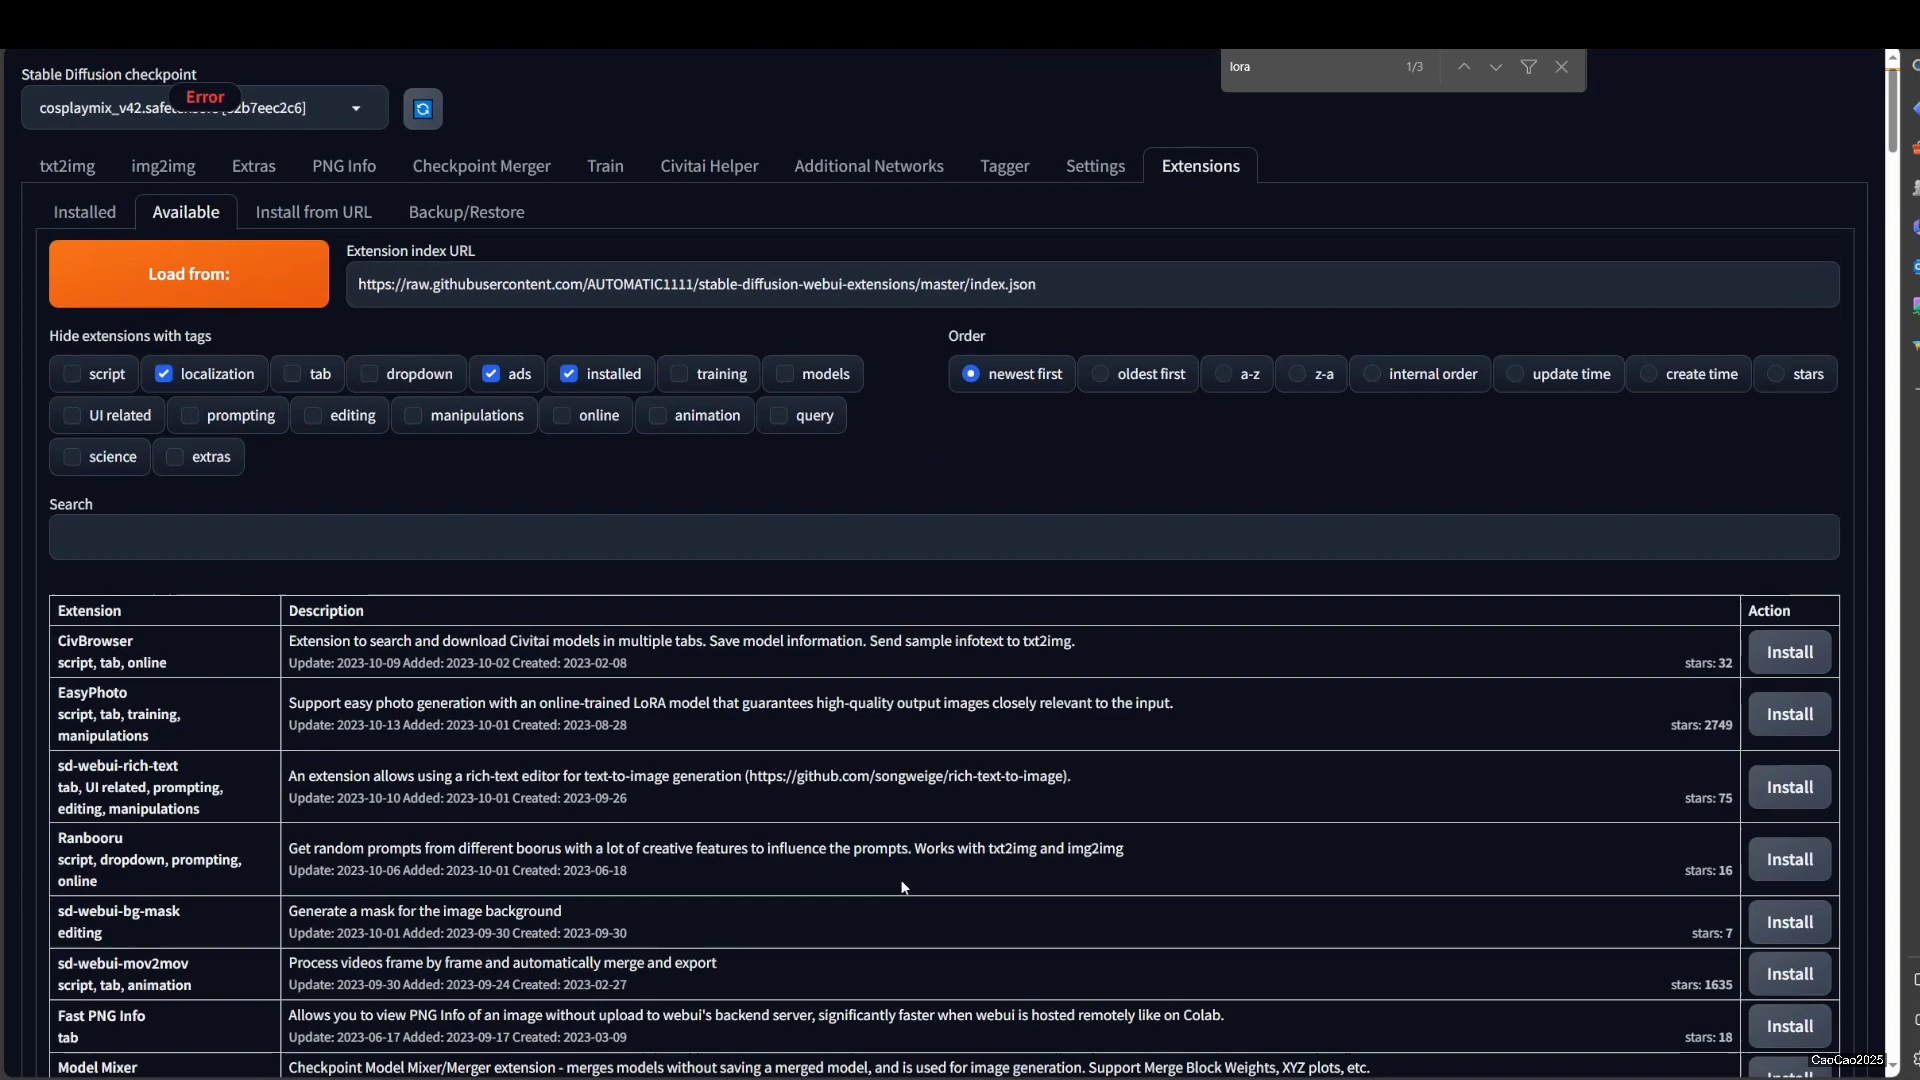 lora
1/3
Stable Diffusion checkpoint
Error
cosplaymix_v42.safetensors [c2b7eec2c6]
txt2img img2img Extras PNG Info Checkpoint Merger Train Civitai Helper Additional Networks Tagger Settings Extensions
Installed Available Install from URL Backup/Restore
Load from:
Extension index URL
https://raw.githubusercontent.com/AUTOMATIC1111/stable-diffusion-webui-extensions/master/index.json
Hide extensions with tags
script localization tab dropdown ads installed training models
UI related prompting editing manipulations online animation query
science extras
Order
newest first oldest first a-z z-a internal order update time create time stars
Search
Extension Description Action
CivBrowser
script, tab, online
Extension to search and download Civitai models in multiple tabs. Save model information. Send sample infotext to txt2img.
Update: 2023-10-09 Added: 2023-10-02 Created: 2023-02-08
stars: 32
Install
EasyPhoto
script, tab, training,
manipulations
Support easy photo generation with an online-trained LoRA model that guarantees high-quality output images closely relevant to the input.
Update: 2023-10-13 Added: 2023-10-01 Created: 2023-08-28
stars: 2749
Install
sd-webui-rich-text
tab, UI related, prompting,
editing, manipulations
An extension allows using a rich-text editor for text-to-image generation (https://github.com/songweige/rich-text-to-image).
Update: 2023-10-10 Added: 2023-10-01 Created: 2023-09-26
stars: 75
Install
Ranbooru
script, dropdown, prompting,
online
Get random prompts from different boorus with a lot of creative features to influence the prompts. Works with txt2img and img2img
Update: 2023-10-06 Added: 2023-10-01 Created: 2023-06-18
stars: 16
Install
sd-webui-bg-mask
editing
Generate a mask for the image background
Update: 2023-10-01 Added: 2023-09-30 Created: 2023-09-30
stars: 7
Install
sd-webui-mov2mov
script, tab, animation
Process videos frame by frame and automatically merge and export
Update: 2023-09-30 Added: 2023-09-24 Created: 2023-02-27
stars: 1635
Install
Fast PNG Info
tab
Allows you to view PNG Info of an image without upload to webui's backend server, significantly faster when webui is hosted remotely like on Colab.
Update: 2023-06-17 Added: 2023-09-17 Created: 2023-03-09
stars: 18
Install
Model Mixer
Checkpoint Model Mixer/Merger extension - merges models without saving a merged model, and is used for image generation. Support Merge Block Weights, XYZ plots, etc.
Install
CaoCao2025